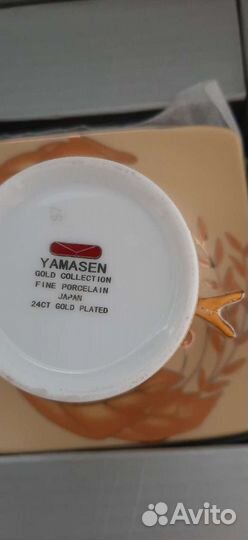 YAMASEN
GOLD COLLECTION
FINE PORCELAIN
JAPAN
24CT GOLD PLATED
Avito